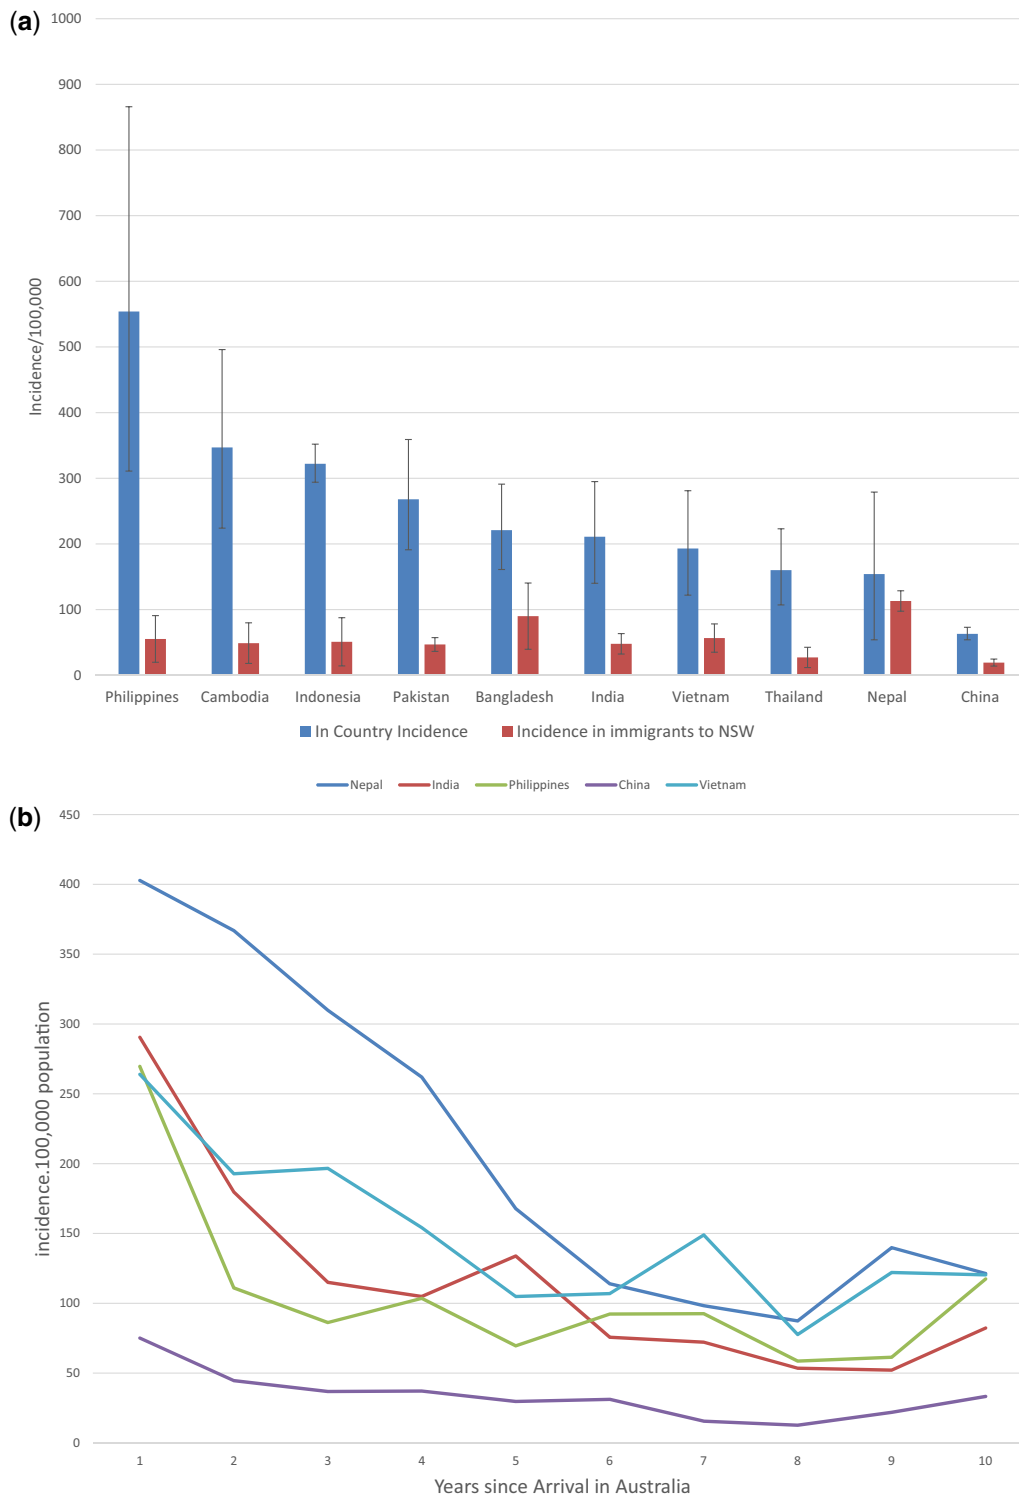 (a)
1000
900
800
700
600
500
400
300
200
100
0
Incidence/100,000
Philippines Cambodia Indonesia Pakistan Bangladesh India Vietnam Thailand Nepal China
In Country Incidence Incidence in immigrants to NSW
Nepal India Philippines China Vietnam
(b)
450
400
350
300
250
200
150
100
50
0
incidence.100,000 population
1 2 3 4 5 6 7 8 9 10
Years since Arrival in Australia